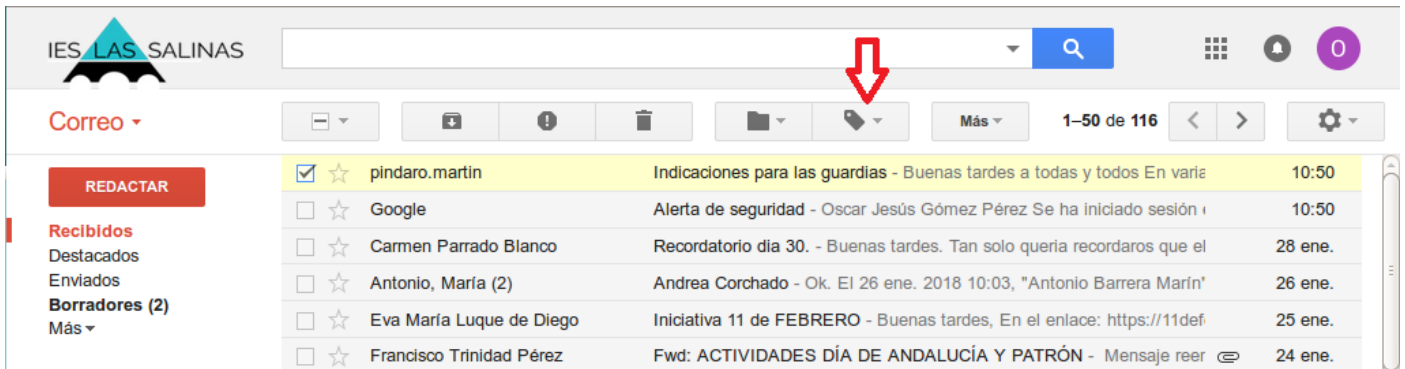 IES LAS SALINAS
O
Correo
Más
1–50 de 116
REDACTAR
Recibidos
Destacados
Enviados
Borradores (2)
Más
pindaro.martin Indicaciones para las guardias - Buenas tardes a todas y todos En varia 10:50
Google Alerta de seguridad - Oscar Jesús Gómez Pérez Se ha iniciado sesión 10:50
Carmen Parrado Blanco Recordatorio dia 30. - Buenas tardes. Tan solo queria recordaros que el 28 ene.
Antonio, María (2) Andrea Corchado - Ok. El 26 ene. 2018 10:03, "Antonio Barrera Marín" 26 ene.
Eva María Luque de Diego Iniciativa 11 de FEBRERO - Buenas tardes, En el enlace: https://11def 25 ene.
Francisco Trinidad Pérez Fwd: ACTIVIDADES DÍA DE ANDALUCÍA Y PATRÓN - Mensaje reer 24 ene.